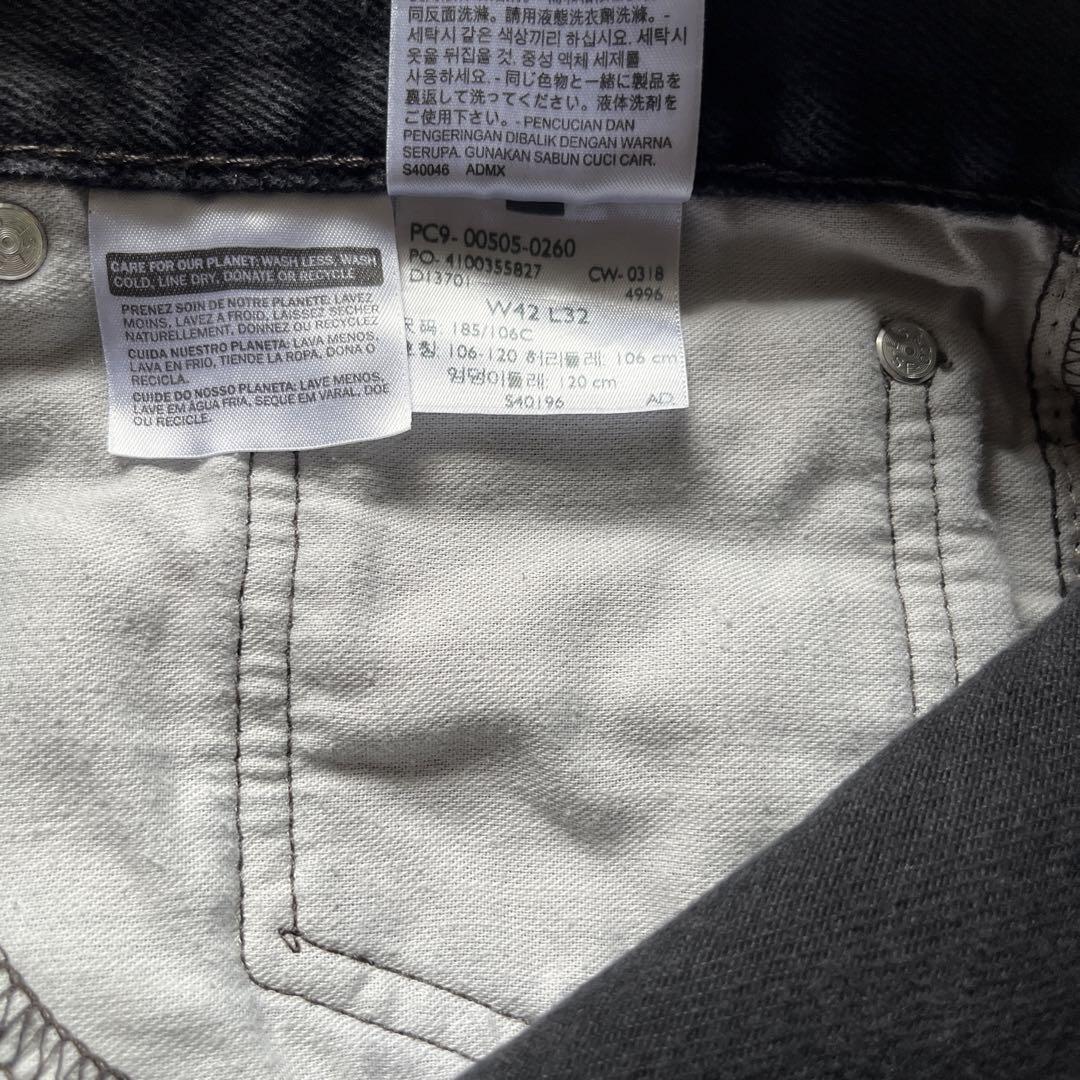 同反面洗滌。請用液態洗衣劑洗滌。-
세탁시 같은 색상끼리 하십시요. 세탁시
옷을 뒤집을 것. 중성 액체 세제를
사용하세요. - 同じ色物と一緒に製品を
裏返して洗ってください。液体洗剤を
ご使用下さい。- PENCUCIAN DAN
PENGERINGAN DIBALIK DENGAN WARNA
SERUPA. GUNAKAN SABUN CUCI CAIR.
S40046 ADMX
CARE FOR OUR PLANET: WASH LESS, WASH
COLD, LINE DRY, DONATE OR RECYCLE
PRENEZ SOIN DE NOTRE PLANETE: LAVEZ
MOINS, LAVEZ A FROID, LAISSEZ SECHER
NATURELLEMENT, DONNEZ OU RECYCLEZ
CUIDA NUESTRO PLANETA: LAVA MENOS,
LAVA EN FRIO, TIENDE LA ROPA, DONA O
RECICLA.
CUIDE DO NOSSO PLANETA: LAVE MENOS,
LAVE EM AGUA FRIA, SEQUE EM VARAL, DOE
OU RECICLE.
PC9- 00505-0260
PO- 4100355827 CW- 0318
D13701 4996
W42 L32
尺码: 185/106C
호칭: 106-120 허리둘레: 106 cm
엉덩이둘레: 120 cm
S40196 AD